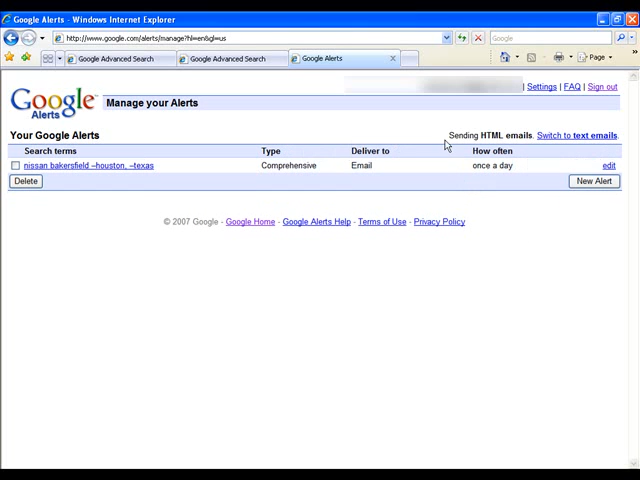 Google Alerts - Windows Internet Explorer
http://www.google.com/alerts/manage?hl=en&gl=us
Google
Page
Google Advanced Search
Google Advanced Search
Google Alerts
| Settings | FAQ | Sign out
Google Alerts
Manage your Alerts
Your Google Alerts
Sending HTML emails. Switch to text emails.
Search terms Type Deliver to How often
nissan bakersfield –houston, –texas Comprehensive Email once a day edit
Delete New Alert
© 2007 Google - Google Home - Google Alerts Help - Terms of Use - Privacy Policy